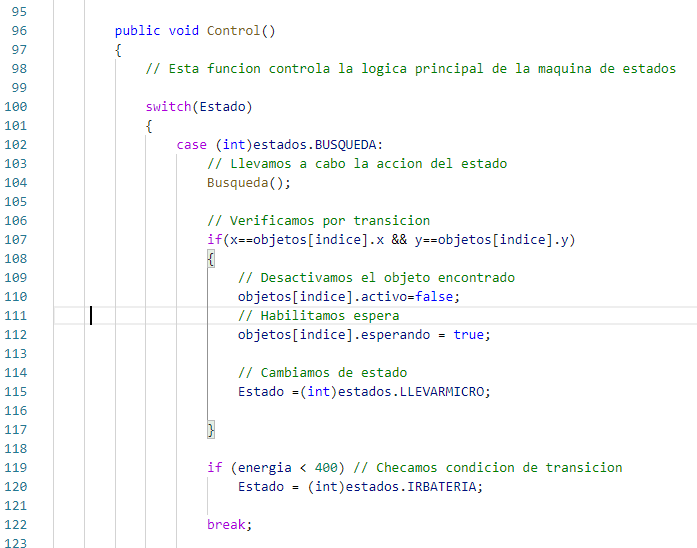 95
96 public void Control()
97 {
98 // Esta funcion controla la logica principal de la maquina de estados
99
100 switch(Estado)
101 {
102 case (int)estados.BUSQUEDA:
103 // Llevamos a cabo la accion del estado
104 Busqueda();
105
106 // Verificamos por transicion
107 if(x==objetos[indice].x && y==objetos[indice].y)
108 {
109 // Desactivamos el objeto encontrado
110 objetos[indice].activo=false;
111 // Habilitamos espera
112 objetos[indice].esperando = true;
113
114 // Cambiamos de estado
115 Estado =(int)estados.LLEVARMICRO;
116
117 }
118
119 if (energia < 400) // Checamos condicion de transicion
120 Estado = (int)estados.IRBATERIA;
121
122 break;
123